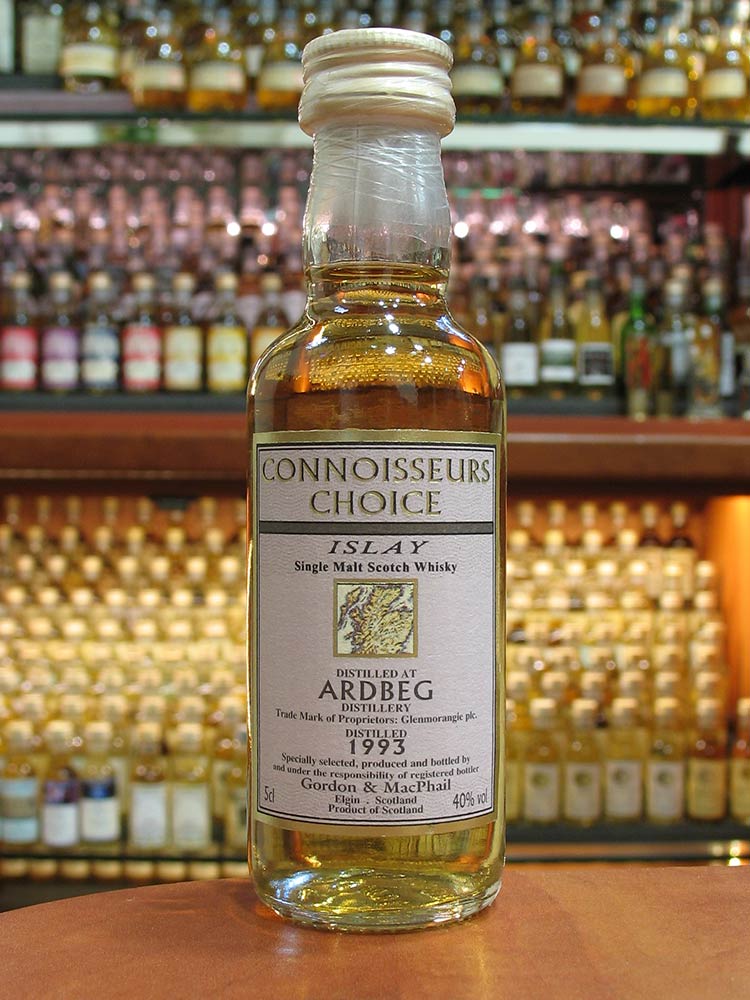 CONNOISSEURS
CHOICE
ISLAY
Single Malt Scotch Whisky
DISTILLED AT
ARDBEG
DISTILLERY
Trade Mark of Proprietors: Glenmorangie plc.
DISTILLED
1993
Specially selected, produced and bottled by
and under the responsibility of registered bottler
Gordon & MacPhail
Elgin . Scotland
5cl Product of Scotland 40% vol